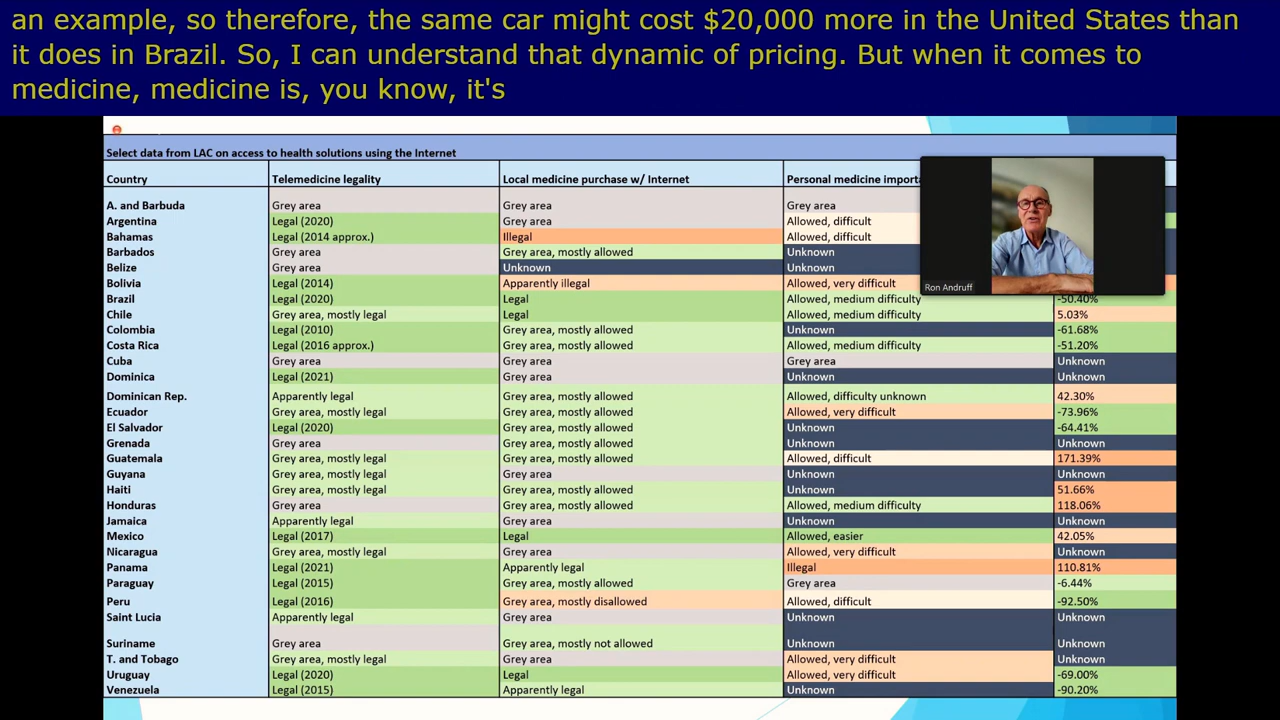 an example, so therefore, the same car might cost $20,000 more in the United States than
it does in Brazil. So, I can understand that dynamic of pricing. But when it comes to
medicine, medicine is, you know, it's
Select data from LAC on access to health solutions using the Internet
Country Telemedicine legality Local medicine purchase w/ Internet Personal medicine
A. and Barbuda Grey area Grey area Grey area
Argentina Legal (2020) Grey area Allowed, difficult
Bahamas Legal (2014 approx.) Illegal Allowed, difficult
Barbados Grey area Grey area, mostly allowed Unknown
Belize Grey area Unknown Unknown
Bolivia Legal (2014) Apparently illegal Allowed, very difficult
Ron Andruff
Brazil Legal (2020) Legal Allowed, medium difficulty -50.40%
Chile Grey area, mostly legal Legal Allowed, medium difficulty 5.03%
Colombia Legal (2010) Grey area, mostly allowed Unknown -61.68%
Costa Rica Legal (2016 approx.) Grey area, mostly allowed Allowed, medium difficulty -51.20%
Cuba Grey area Grey area Grey area Unknown
Dominica Legal (2021) Grey area Unknown Unknown
Dominican Rep. Apparently legal Grey area, mostly allowed Allowed, difficulty unknown 42.30%
Ecuador Grey area, mostly legal Grey area, mostly allowed Allowed, very difficult -73.96%
El Salvador Legal (2020) Grey area, mostly allowed Unknown -64.41%
Grenada Grey area Grey area, mostly allowed Unknown Unknown
Guatemala Grey area, mostly legal Grey area, mostly allowed Allowed, difficult 171.39%
Guyana Grey area, mostly legal Grey area Unknown Unknown
Haiti Grey area, mostly legal Grey area, mostly allowed Unknown 51.66%
Honduras Grey area Grey area, mostly allowed Allowed, medium difficulty 118.06%
Jamaica Apparently legal Grey area Unknown Unknown
Mexico Legal (2017) Legal Allowed, easier 42.05%
Nicaragua Grey area, mostly legal Grey area Allowed, very difficult Unknown
Panama Legal (2021) Apparently legal Illegal 110.81%
Paraguay Legal (2015) Grey area, mostly allowed Grey area -6.44%
Peru Legal (2016) Grey area, mostly disallowed Allowed, difficult -92.50%
Saint Lucia Apparently legal Grey area Unknown Unknown
Suriname Grey area Grey area, mostly not allowed Unknown Unknown
T. and Tobago Grey area, mostly legal Grey area Allowed, very difficult Unknown
Uruguay Legal (2020) Legal Allowed, very difficult -69.00%
Venezuela Legal (2015) Apparently legal Unknown -90.20%